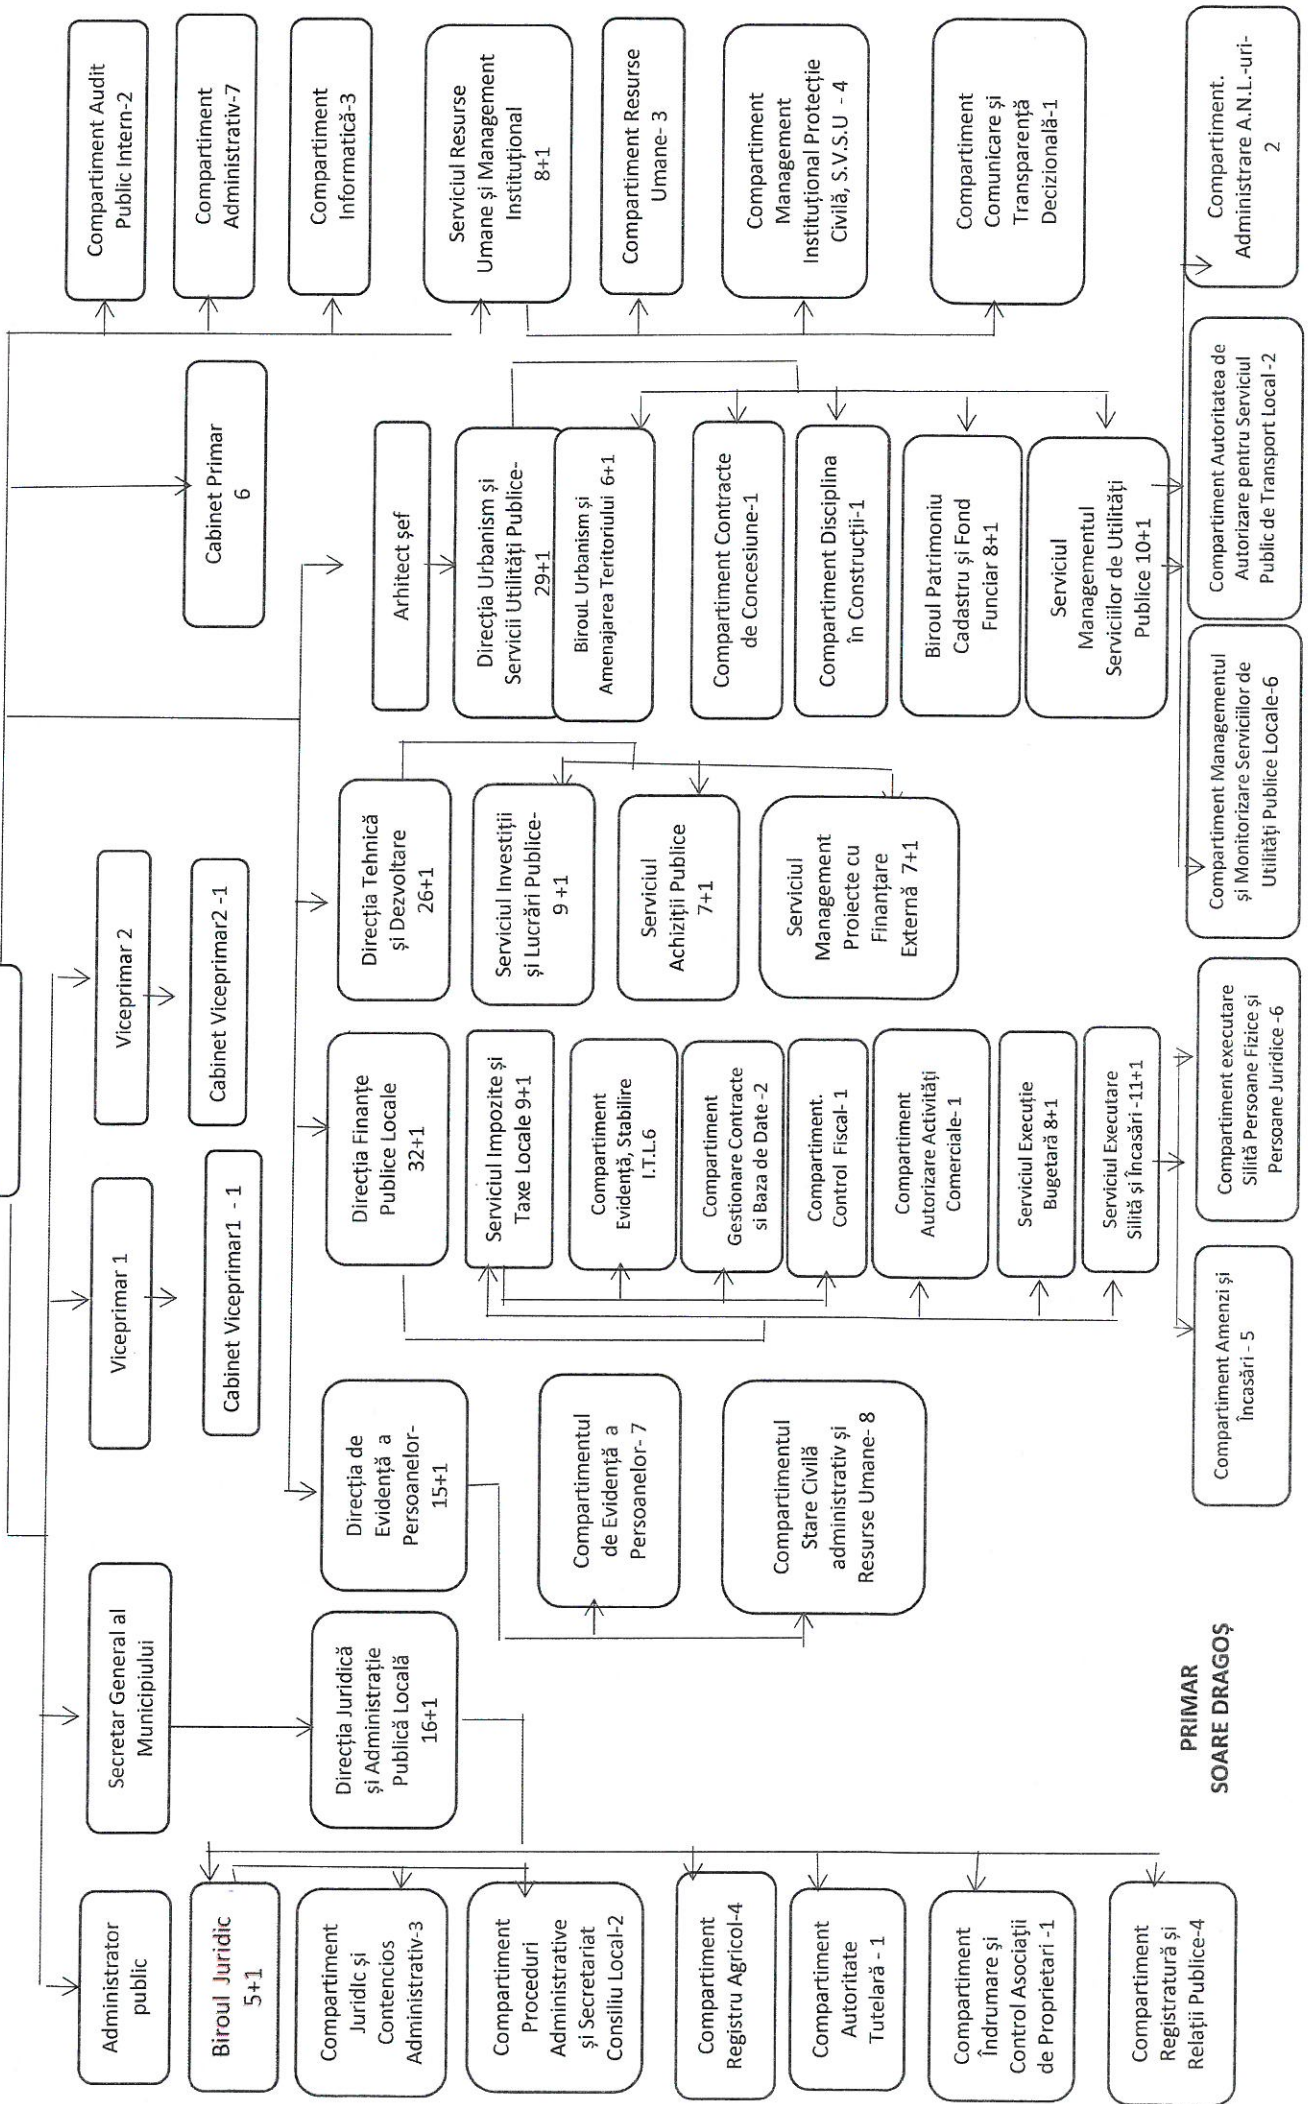 Administrator
public
Secretar General al
Municipiului
Viceprimar 1
Viceprimar 2
Cabinet Viceprimar1 - 1
Cabinet Viceprimar2 -1
Cabinet Primar
6
Compartiment Audit
Public Intern-2
Compartiment
Administrativ-7
Compartiment
Informatică-3
Serviciul Resurse
Umane și Management
Instituțional
8+1
Compartiment Resurse
Umane- 3
Compartiment
Management
Instituțional Protecție
Civilă, S.V.S.U - 4
Compartiment
Comunicare și
Transparență
Decizională-1
Biroul Juridic
5+1
Compartiment
Juridic și
Contencios
Administrativ-3
Compartiment
Proceduri
Administrative
și Secretariat
Consiliu Local-2
Compartiment
Registru Agricol-4
Compartiment
Autoritate
Tutelară - 1
Compartiment
Îndrumare și
Control Asociații
de Proprietari -1
Compartiment
Registratură și
Relații Publice-4
Direcția Juridică
și Administrație
Publică Locală
16+1
Direcția de
Evidență a
Persoanelor-
15+1
Compartimentul
de Evidență a
Persoanelor- 7
Compartimentul
Stare Civilă
administrativ și
Resurse Umane- 8
Direcția Finanțe
Publice Locale
32+1
Serviciul Impozite și
Taxe Locale 9+1
Compartiment
Evidență, Stabilire
I.T.L.6
Compartiment
Gestionare Contracte
si Baza de Date -2
Compartiment.
Control Fiscal- 1
Compartiment
Autorizare Activități
Comerciale- 1
Serviciul Execuție
Bugetară 8+1
Serviciul Executare
Silită și Încasări -11+1
Compartiment Amenzi și
Încasări - 5
Compartiment executare
Silită Persoane Fizice și
Persoane Juridice -6
Direcția Tehnică
și Dezvoltare
26+1
Serviciul Investiții
și Lucrări Publice-
9 +1
Serviciul
Achiziții Publice
7+1
Serviciul
Management
Proiecte cu
Finanțare
Externă 7+1
Arhitect șef
Direcția Urbanism și
Servicii Utilități Publice-
29+1
Biroul Urbanism și
Amenajarea Teritoriului 6+1
Compartiment Contracte
de Concesiune-1
Compartiment Disciplina
în Construcții-1
Biroul Patrimoniu
Cadastru și Fond
Funciar 8+1
Serviciul
Managementul
Serviciilor de Utilități
Publice 10+1
Compartiment Managementul
și Monitorizare Serviciilor de
Utilități Publice Locale-6
Compartiment Autoritatea de
Autorizare pentru Serviciul
Public de Transport Local -2
Compartiment.
Administrare A.N.L.-uri-
2
PRIMAR
SOARE DRAGOȘ